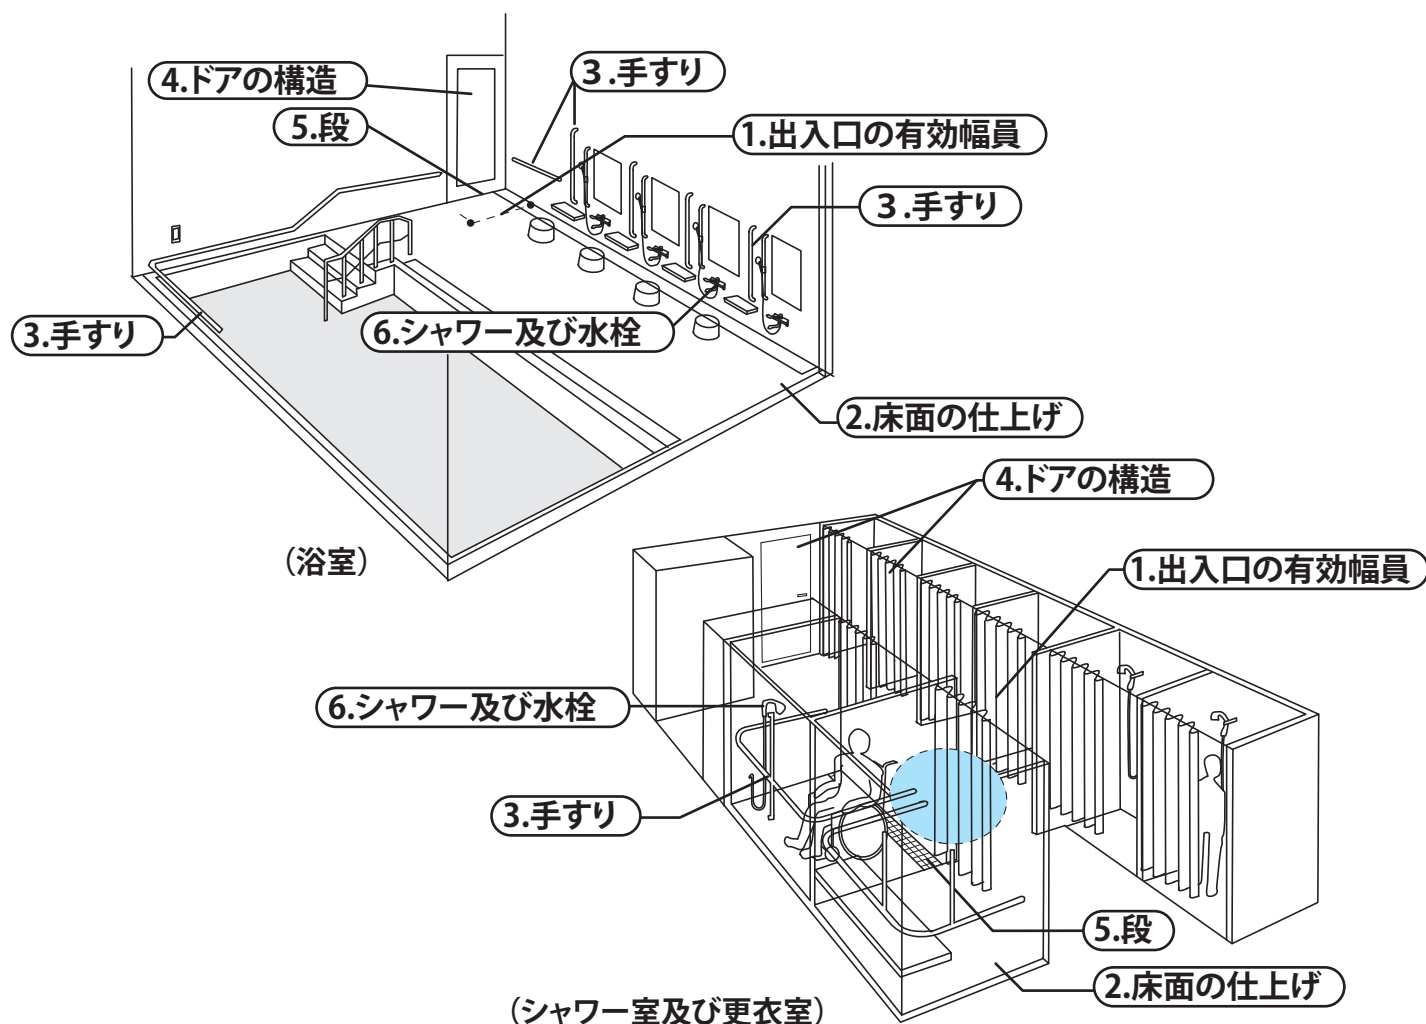 4.ドアの構造
３.手すり
5.段
1.出入口の有効幅員
３.手すり
3.手すり
6.シャワー及び水栓
2.床面の仕上げ
（浴室）
4.ドアの構造
1.出入口の有効幅員
6.シャワー及び水栓
3.手すり
5.段
2.床面の仕上げ
（シャワー室及び更衣室）